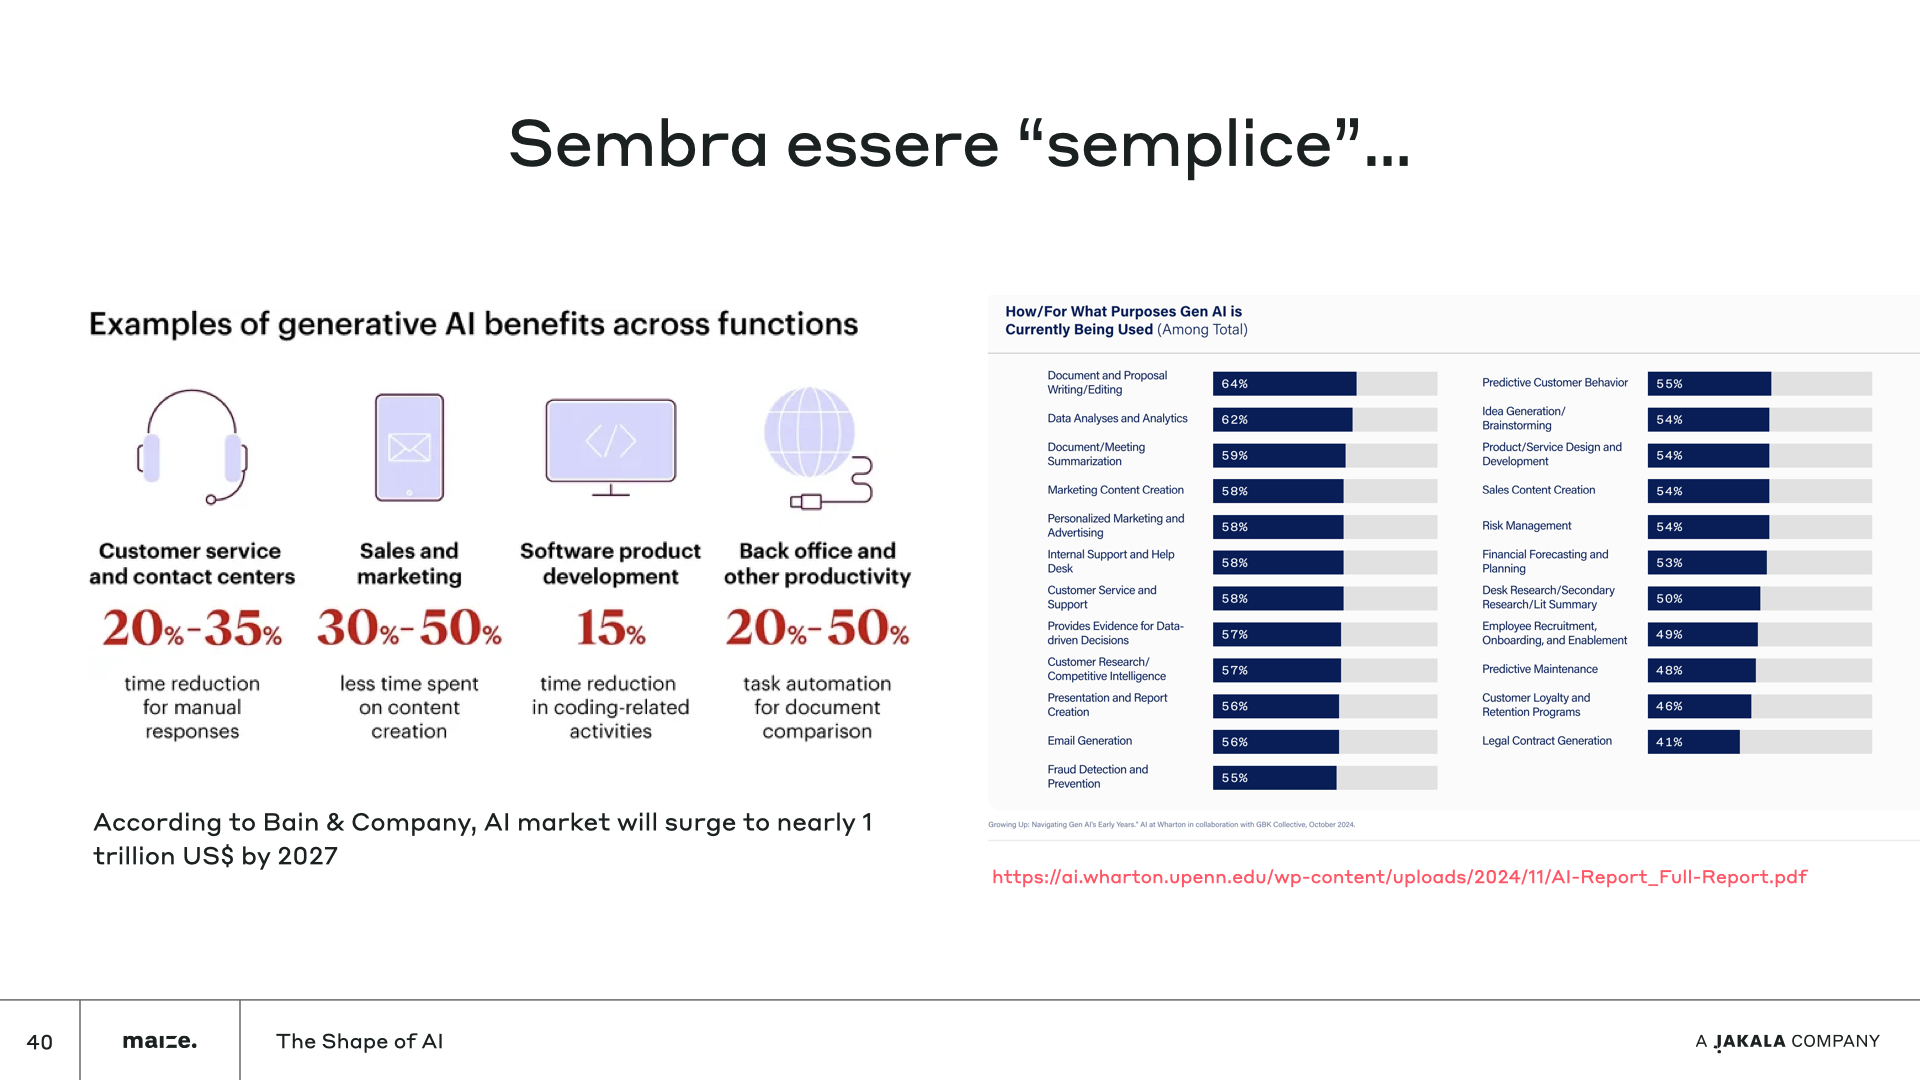 Sembra essere “semplice”...
Examples of generative AI benefits across functions
Customer service
and contact centers
20%-35%
time reduction
for manual
responses
Sales and
marketing
30%-50%
less time spent
on content
creation
Software product
development
15%
time reduction
in coding-related
activities
Back office and
other productivity
20%-50%
task automation
for document
comparison
According to Bain & Company, AI market will surge to nearly 1
trillion US$ by 2027
How/For What Purposes Gen AI is
Currently Being Used (Among Total)
Document and Proposal
Writing/Editing
64%
Data Analyses and Analytics
62%
Document/Meeting
Summarization
59%
Marketing Content Creation
58%
Personalized Marketing and
Advertising
58%
Internal Support and Help
Desk
58%
Customer Service and
Support
58%
Provides Evidence for Data-
driven Decisions
57%
Customer Research/
Competitive Intelligence
57%
Presentation and Report
Creation
56%
Email Generation
56%
Fraud Detection and
Prevention
55%
Predictive Customer Behavior
55%
Idea Generation/
Brainstorming
54%
Product/Service Design and
Development
54%
Sales Content Creation
54%
Risk Management
54%
Financial Forecasting and
Planning
53%
Desk Research/Secondary
Research/Lit Summary
50%
Employee Recruitment,
Onboarding, and Enablement
49%
Predictive Maintenance
48%
Customer Loyalty and
Retention Programs
46%
Legal Contract Generation
41%
Growing Up: Navigating Gen AI's Early Years." AI at Wharton in collaboration with GBK Collective, October 2024.
https://ai.wharton.upenn.edu/wp-content/uploads/2024/11/AI-Report_Full-Report.pdf
40
maize.
The Shape of AI
A JAKALA COMPANY